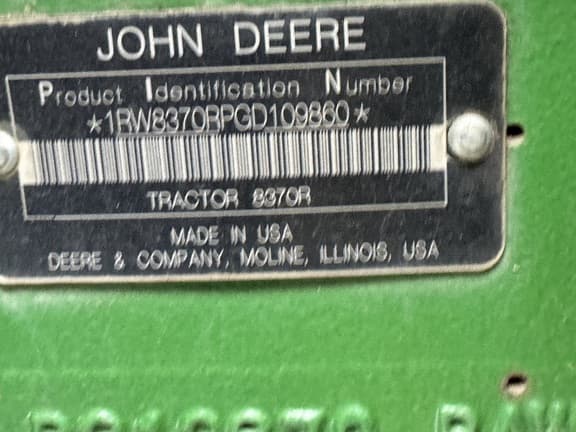 JOHN DEERE
Product Identification Number
*1RW8370RPGD109860*
TRACTOR 8370R
MADE IN USA
DEERE & COMPANY, MOLINE, ILLINOIS, USA